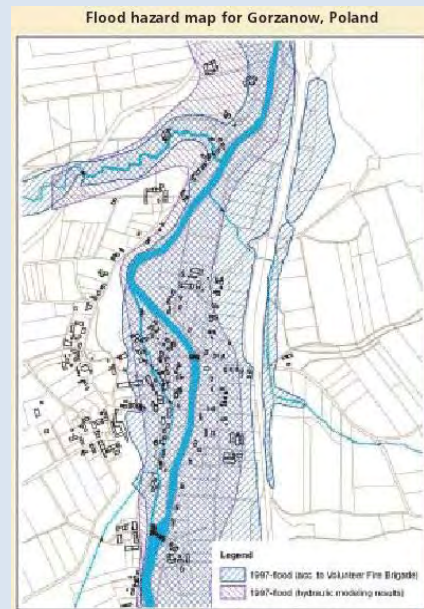 Flood hazard map for Gorzanow, Poland
Legend
1997-flood (acc. to Volunteer Fire Brigade)
1997-flood (hydraulic modeling results)